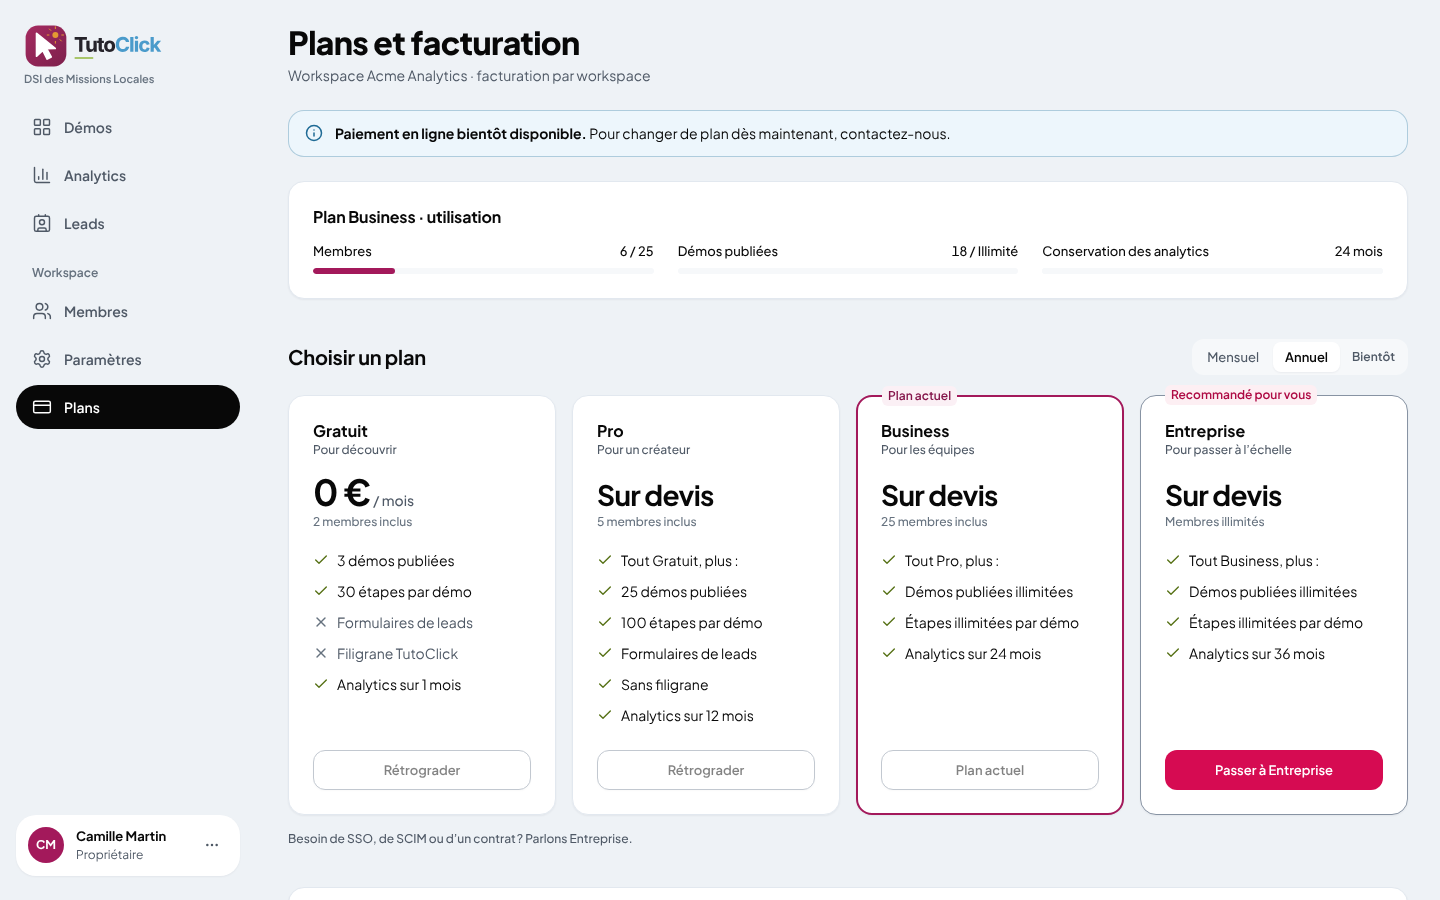 TutoClick
DSI des Missions Locales
Démos
Analytics
Leads
Workspace
Membres
Paramètres
Plans
CM
Camille Martin
Propriétaire
Plans et facturation
Workspace Acme Analytics · facturation par workspace
Paiement en ligne bientôt disponible. Pour changer de plan dès maintenant, contactez-nous.
Plan Business · utilisation
Membres 6 / 25
Démos publiées 18 / Illimité
Conservation des analytics 24 mois
Choisir un plan
Mensuel Annuel Bientôt
Gratuit
Pour découvrir
0 € / mois
2 membres inclus
3 démos publiées
30 étapes par démo
Formulaires de leads
Filigrane TutoClick
Analytics sur 1 mois
Rétrograder
Pro
Pour un créateur
Sur devis
5 membres inclus
Tout Gratuit, plus :
25 démos publiées
100 étapes par démo
Formulaires de leads
Sans filigrane
Analytics sur 12 mois
Rétrograder
Plan actuel
Business
Pour les équipes
Sur devis
25 membres inclus
Tout Pro, plus :
Démos publiées illimitées
Étapes illimitées par démo
Analytics sur 24 mois
Plan actuel
Recommandé pour vous
Entreprise
Pour passer à l'échelle
Sur devis
Membres illimités
Tout Business, plus :
Démos publiées illimitées
Étapes illimitées par démo
Analytics sur 36 mois
Passer à Entreprise
Besoin de SSO, de SCIM ou d'un contrat ? Parlons Entreprise.